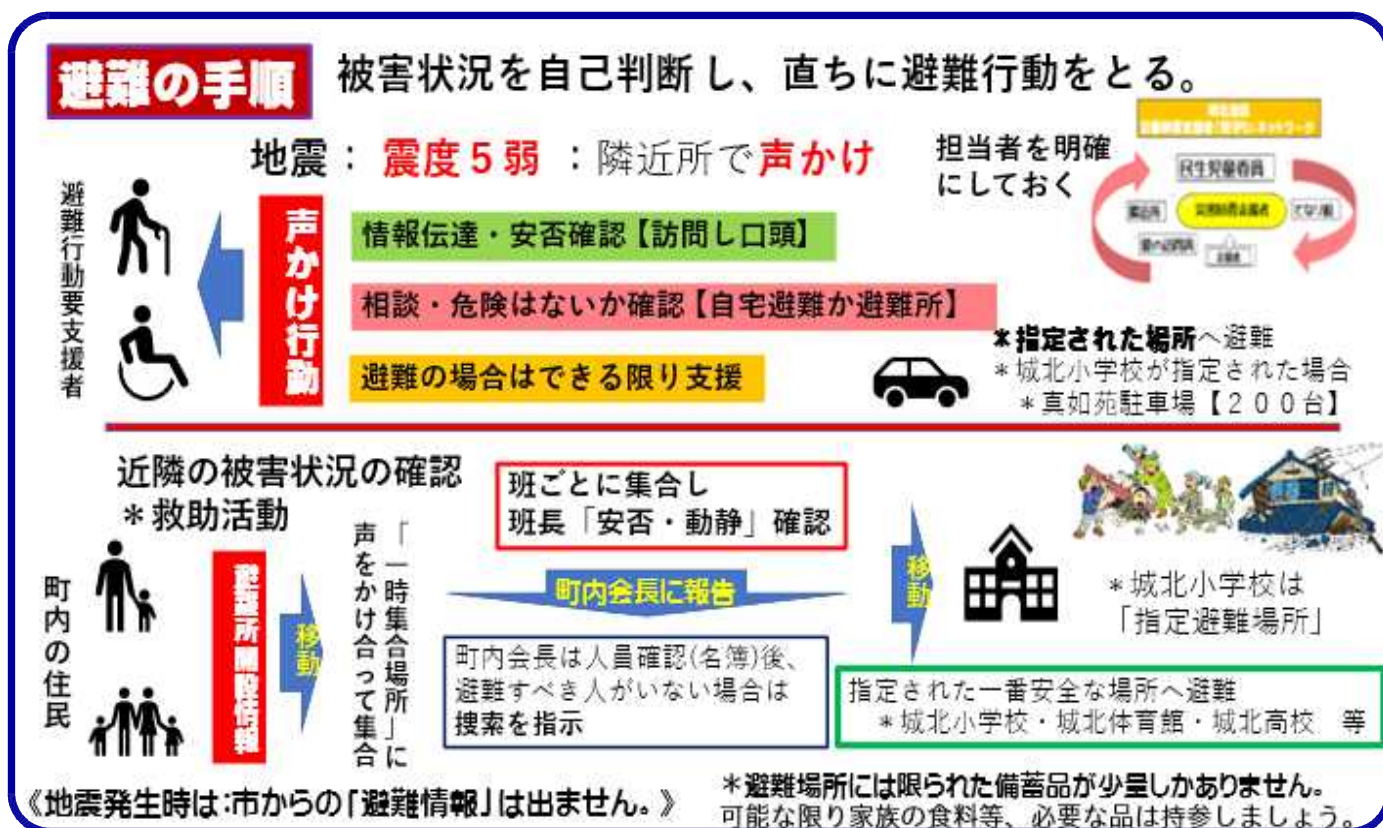 避難の手順
被害状況を自己判断し、直ちに避難行動をとる。
地震：震度５弱：隣近所で声かけ
担当者を明確
にしておく
民生児童委員
避難行動要支援者
声かけ行動
情報伝達・安否確認【訪問し口頭】
相談・危険はないか確認【自宅避難か避難所】
避難の場合はできる限り支援
＊指定された場所へ避難
＊城北小学校が指定された場合
＊真如苑駐車場【２００台】
近隣の被害状況の確認
＊救助活動
町内の住民
避難所開設情報
移動
「一時集合場所」に
声をかけ合って集合
班ごとに集合し
班長「安否・動静」確認
町内会長に報告
町内会長は人員確認(名簿)後、
避難すべき人がいない場合は
捜索を指示
移動
＊城北小学校は
「指定避難場所」
指定された一番安全な場所へ避難
＊城北小学校・城北体育館・城北高校　等
《地震発生時は:市からの「避難情報」は出ません。》
＊避難場所には限られた備蓄品が少量しかありません。
可能な限り家族の食料等、必要な品は持参しましょう。